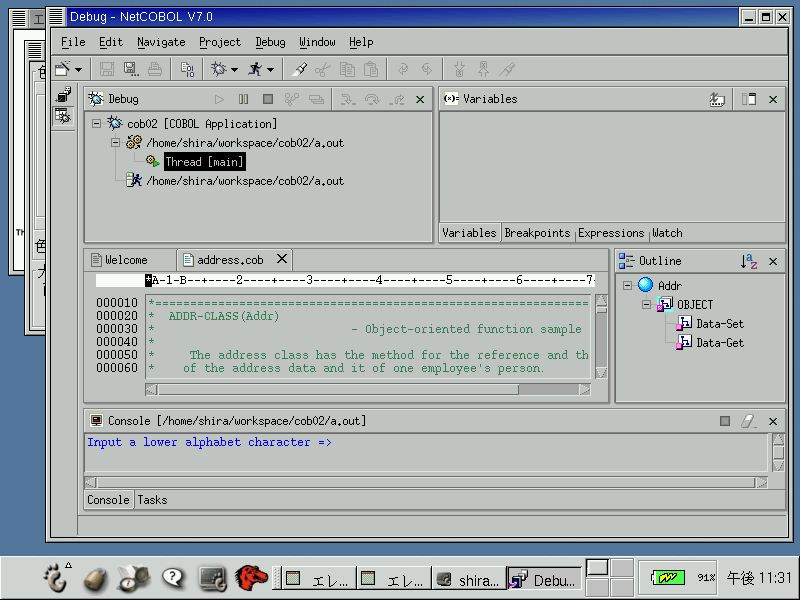 Debug - NetCOBOL V7.0
File Edit Navigate Project Debug Window Help
Debug
cob02 [COBOL Application]
/home/shira/workspace/cob02/a.out
Thread [main]
/home/shira/workspace/cob02/a.out
(x)= Variables
Variables Breakpoints Expressions Watch
Welcome address.cob
*A-1-B--+----2----+----3----+----4----+----5----+----6----+----7
000010 *==============================================================
000020 * ADDR-CLASS(Addr)
000030 * - Object-oriented function sample
000040 *
000050 * The address class has the method for the reference and th
000060 * of the address data and it of one employee's person.
Outline
Addr
OBJECT
Data-Set
Data-Get
Console [/home/shira/workspace/cob02/a.out]
Input a lower alphabet character =>
Console Tasks
エレ... エレ... shira... Debu... 91% 午後 11:31